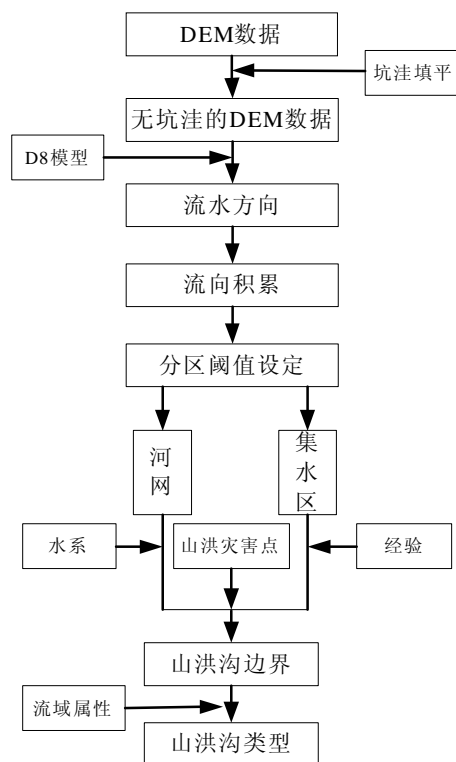 DEM数据
坑洼填平
无坑洼的DEM数据
D8模型
流水方向
流向积累
分区阈值设定
河
网
集
水
区
水系
山洪灾害点
经验
山洪沟边界
流域属性
山洪沟类型